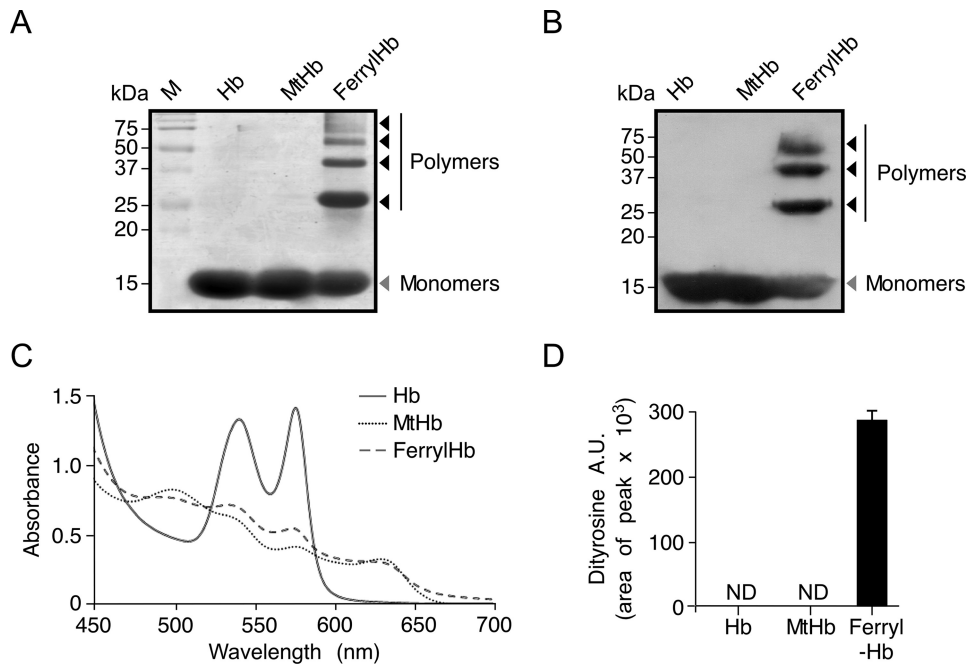 A
kDa
M
Hb
MtHb
FerrylHb
75
50
37
25
20
15
Polymers
Monomers
B
kDa
Hb
MtHb
FerrylHb
75
50
37
25
20
15
Polymers
Monomers
C
Absorbance
1.5
1.0
0.5
0
450 500 550 600 650 700
Wavelength (nm)
Hb
MtHb
FerrylHb
D
Dityrosine A.U.
(area of peak x 10³)
300
200
100
0
ND ND
Hb MtHb Ferryl
-Hb